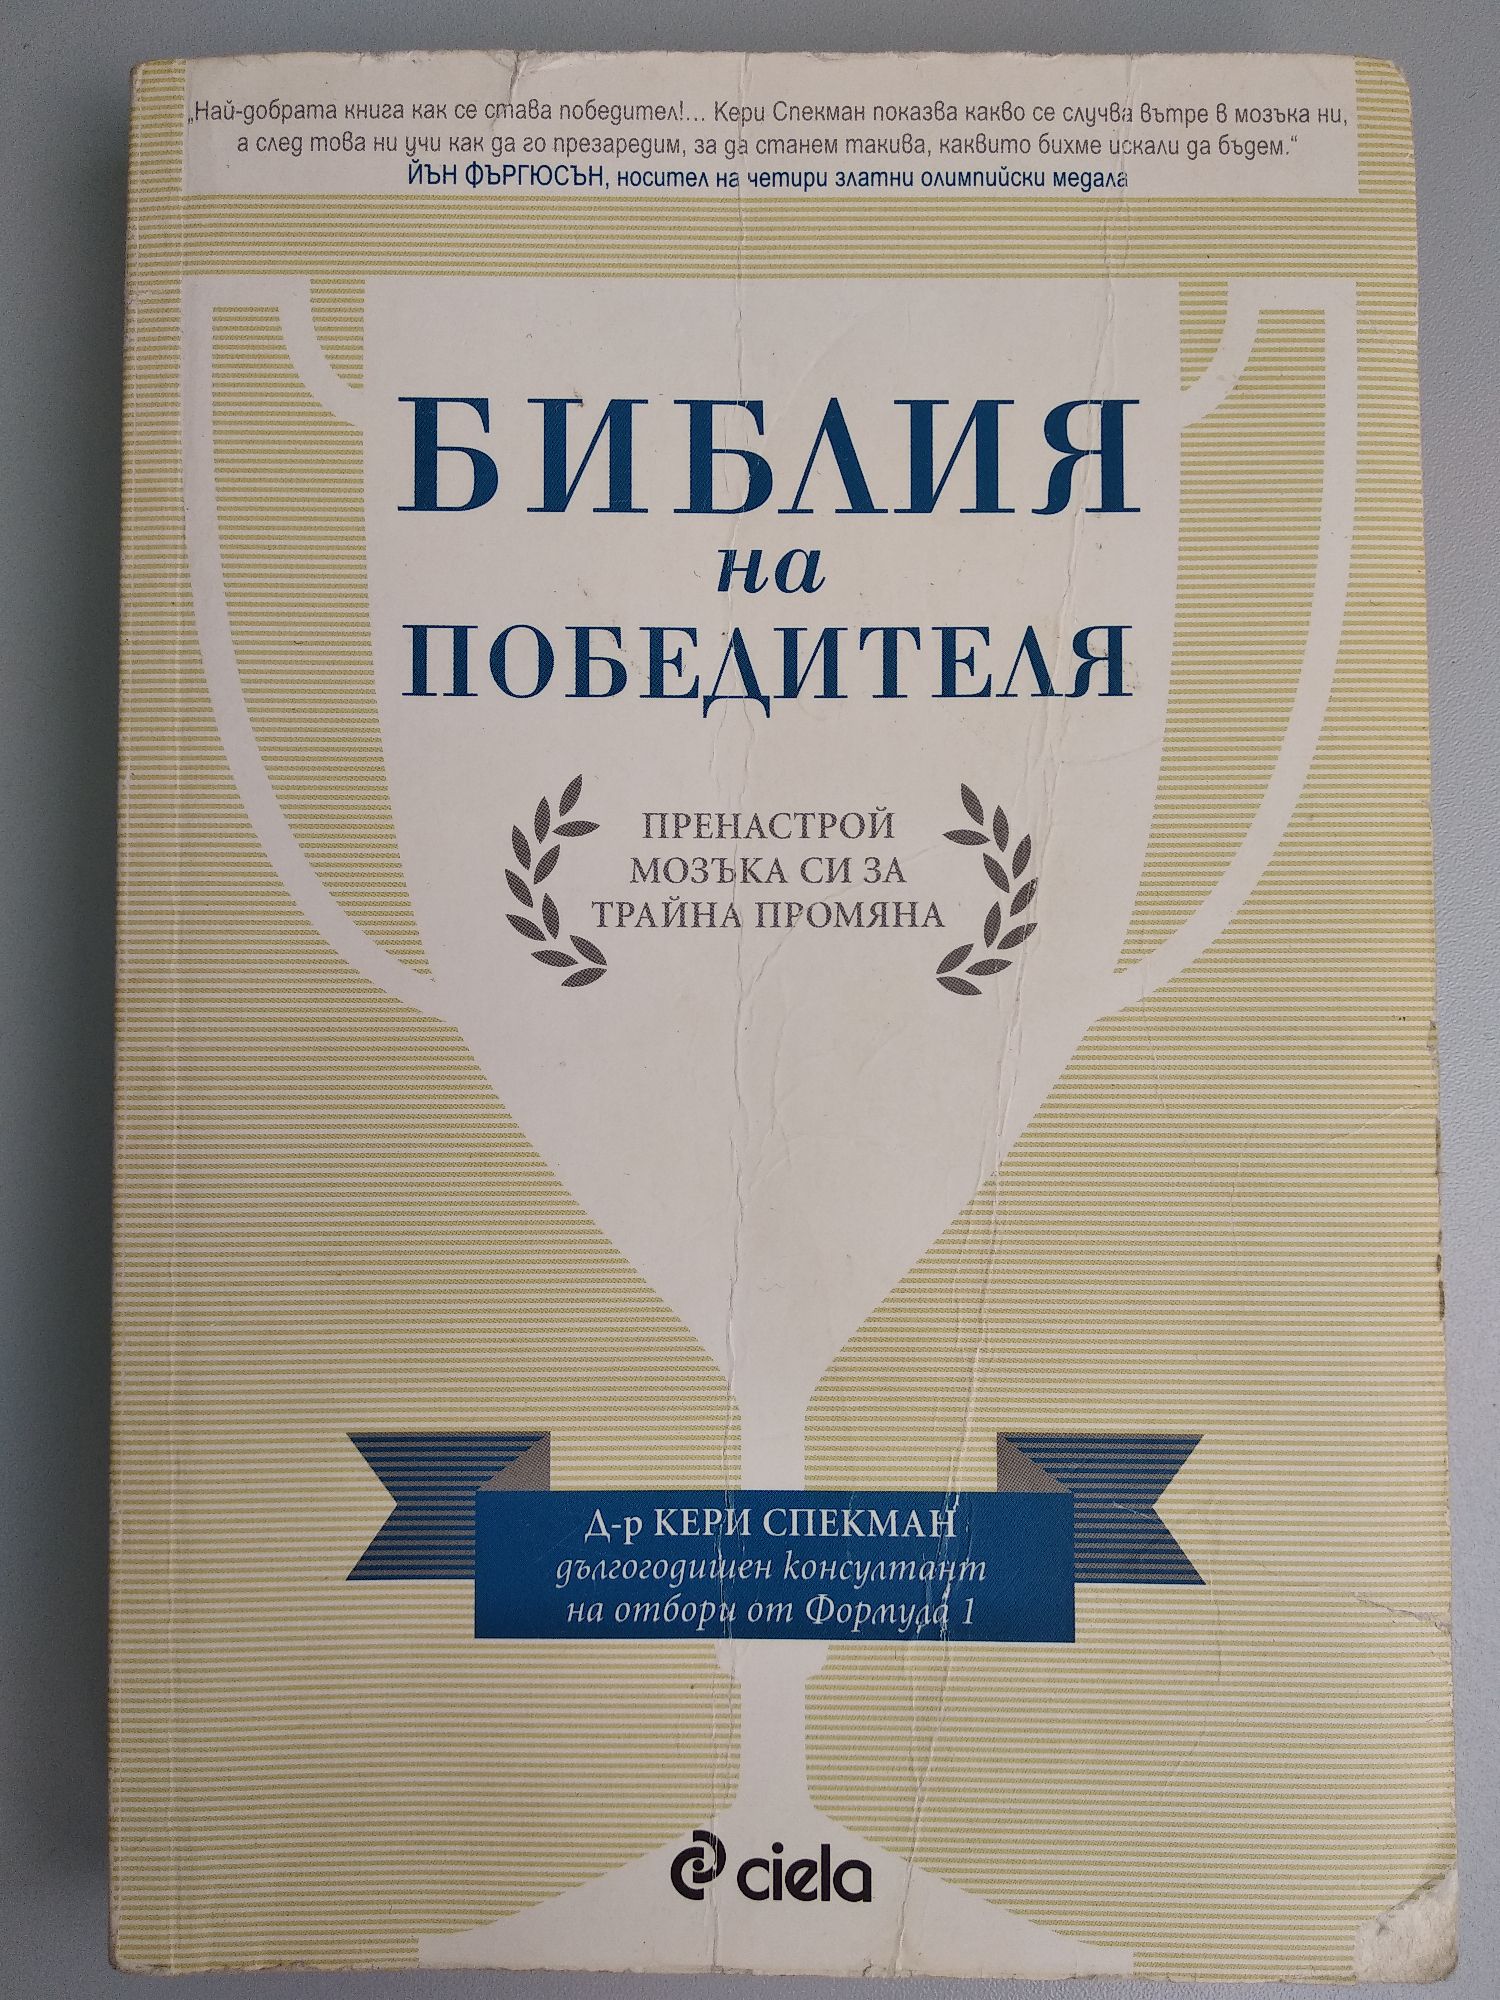 „Най-добрата книга как се става победител!... Кери Спекман показва какво се случва вътре в мозъка ни,
а след това ни учи как да го презаредим, за да станем такива, каквито бихме искали да бъдем.“
ЙЪН ФЪРГЮСЪН, носител на четири златни олимпийски медала
БИБЛИЯ
на
ПОБЕДИТЕЛЯ
ПРЕНАСТРОЙ
МОЗЪКА СИ ЗА
ТРАЙНА ПРОМЯНА
Д-р КЕРИ СПЕКМАН
дългогодишен консултант
на отбори от Формула 1
ciela